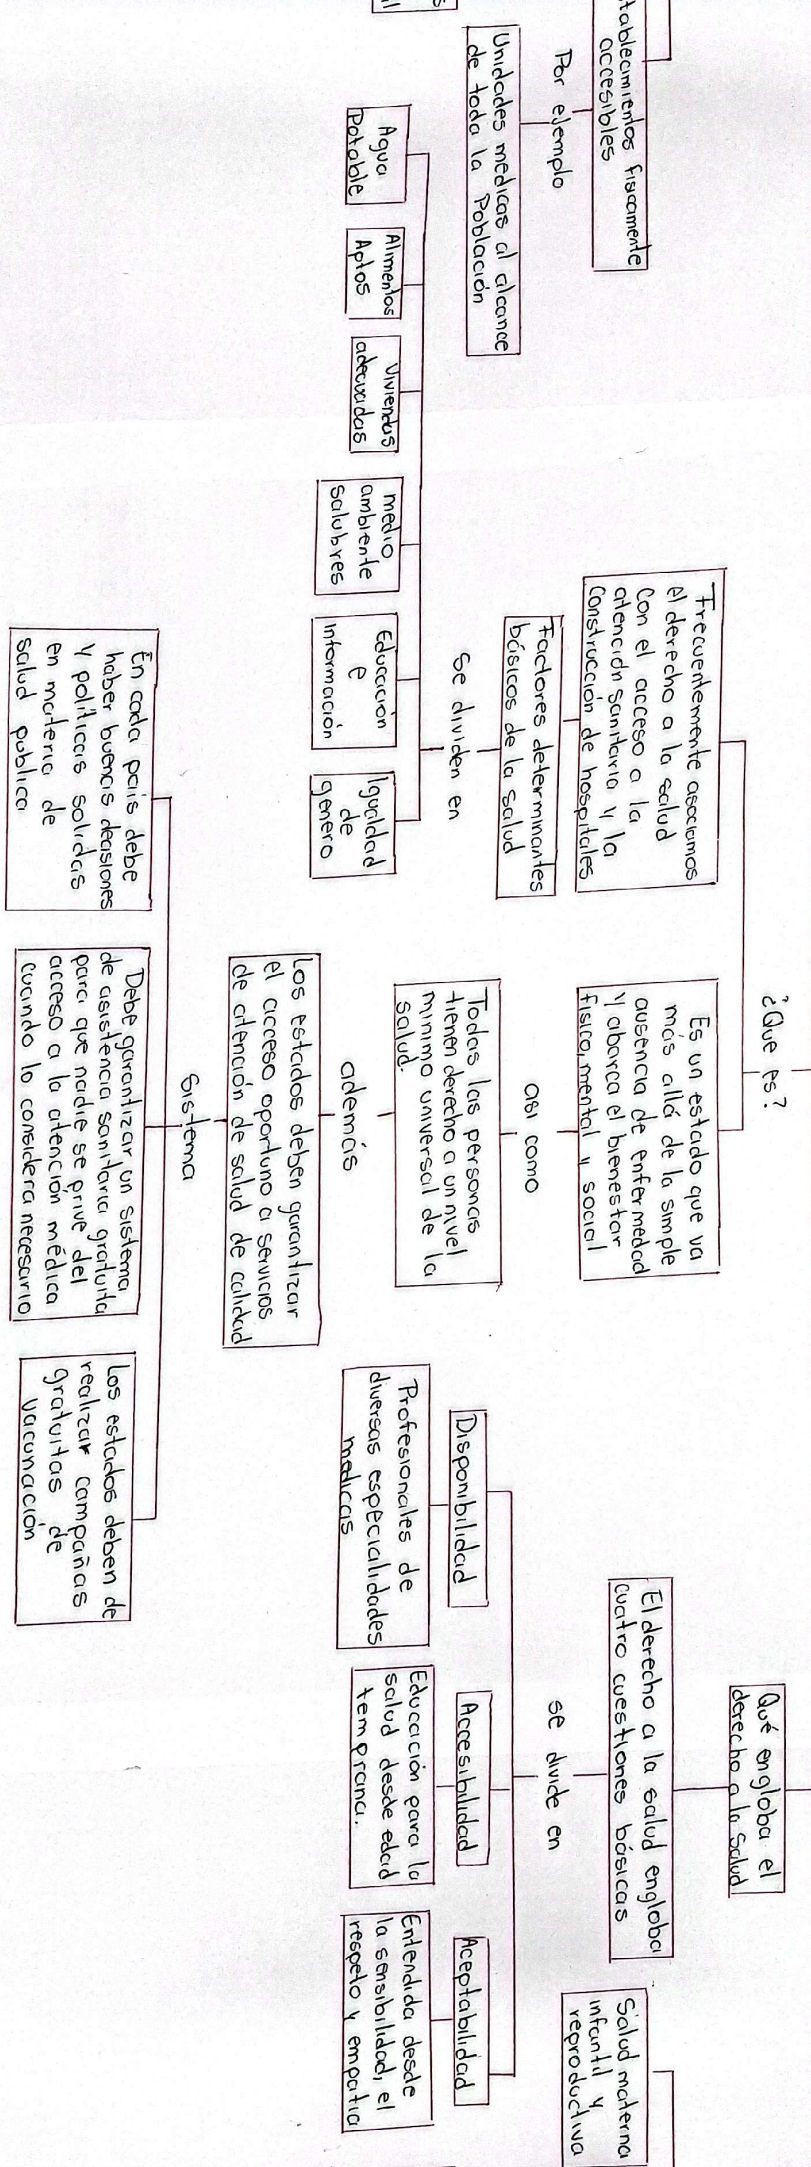 tablecimientos fisicamente
accesibles
Por ejemplo
Unidades medicas al alcance
de toda la Población
¿Que es?
Frecuentemente asociamos
el derecho a la salud
con el acceso a la
atención sanitaria y la
construcción de hospitales
Factores determinantes
básicos de la salud
se dividen en
Agua
Potable
Alimentos
Aptos
Viviendas
adecuadas
medio
ambiente
salubres
Educación
e
información
Igualdad
de
genero
Es un estado que va
más allá de la simple
ausencia de enfermedad
y abarca el bienestar
fisico, mental y social
asi como
Todas las personas
tienen derecho a un nivel
minimo universal de la
salud.
además
Los estados deben garantizar
el acceso oportuno a servicios
de atención de salud de calidad
Sistema
En cada país debe
haber buenas decisiones
y políticas solidas
en materia de
salud publica
Debe garantizar un sistema
de asistencia sanitaria gratuita
para que nadie se prive del
acceso a la atención médica
cuando lo considera necesario
Los estados deben de
realizar campañas
gratuitas de
vacunación
Qué engloba el
derecho a la Salud
El derecho a la salud engloba
cuatro cuestiones básicas
se divide en
Disponibilidad
Profesionales de
diversas especialidades
medicas
Accesibilidad
Educación para la
salud desde edad
temprana.
Aceptabilidad
Entendida desde
la sensibilidad, el
respeto y empatia
Salud materna
infantil y
reproductiva